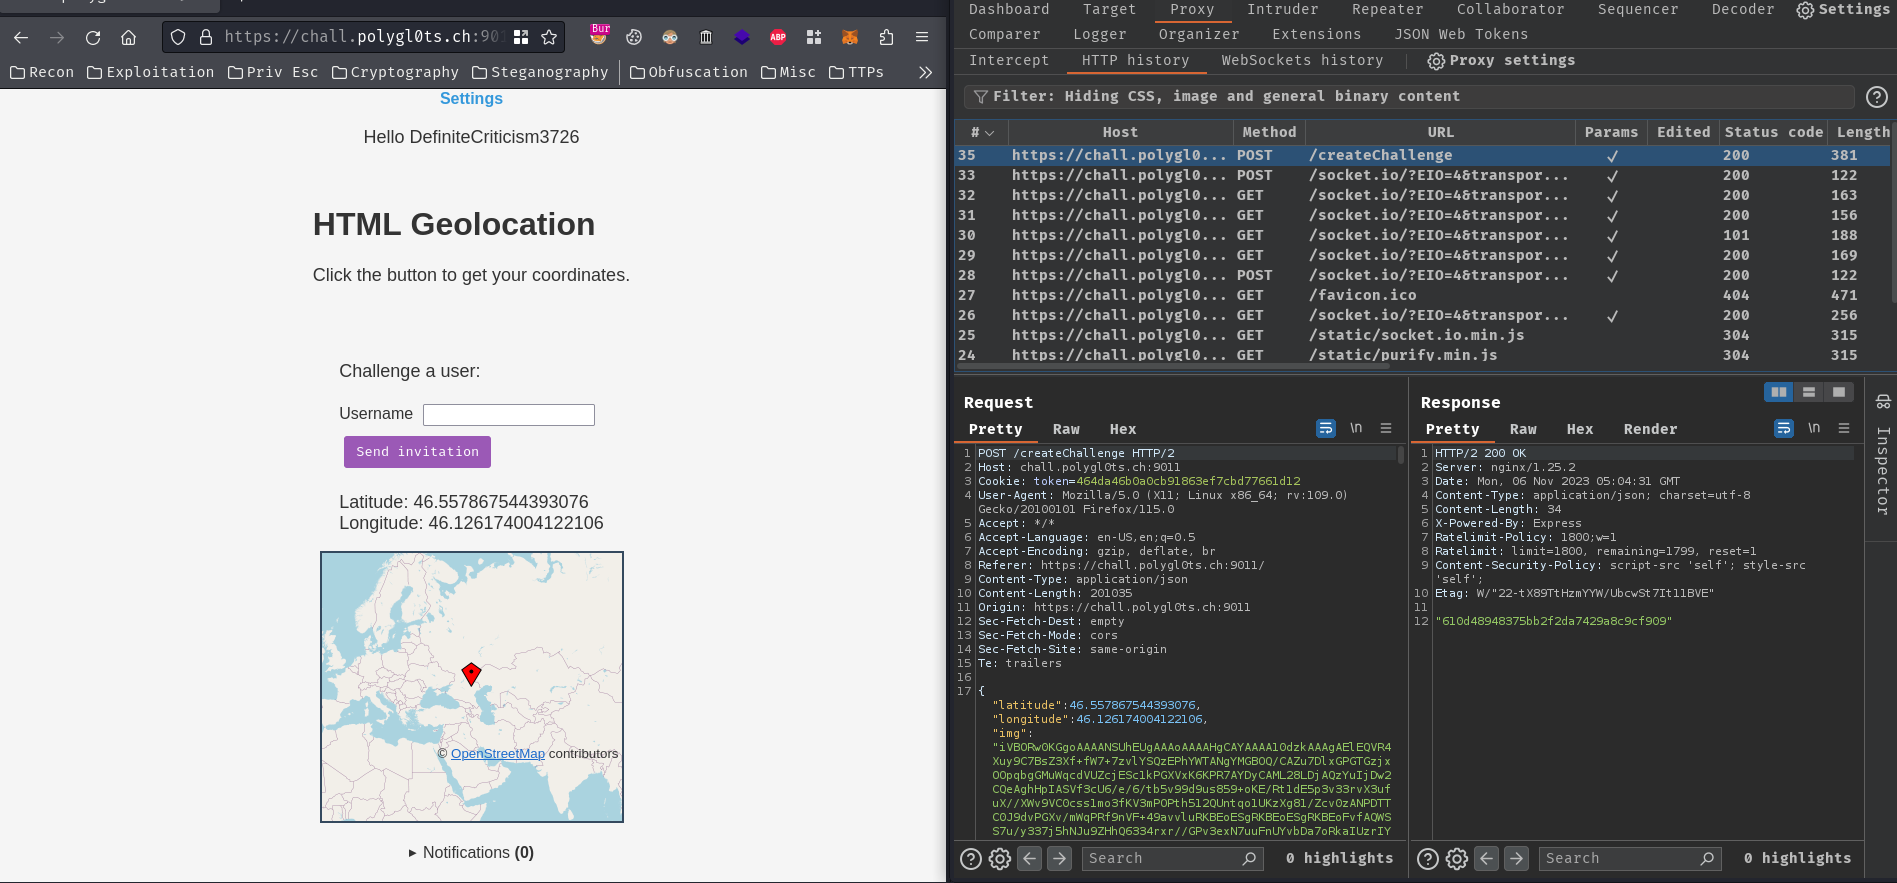 https://chall.polygl0ts.ch:901
Bur
ABP
Recon Exploitation Priv Esc Cryptography Steganography Obfuscation Misc TTPs
Settings
Hello DefiniteCriticism3726
HTML Geolocation
Click the button to get your coordinates.
Challenge a user:
Username
Send invitation
Latitude: 46.557867544393076
Longitude: 46.126174004122106
© OpenStreetMap contributors
▸ Notifications (0)
Dashboard Target Proxy Intruder Repeater Collaborator Sequencer Decoder Settings
Comparer Logger Organizer Extensions JSON Web Tokens
Intercept HTTP history WebSockets history Proxy settings
Filter: Hiding CSS, image and general binary content
# Host Method URL Params Edited Status code Length
35 https://chall.polygl0... POST /createChallenge ✓ 200 381
33 https://chall.polygl0... POST /socket.io/?EIO=4&transpor... ✓ 200 122
32 https://chall.polygl0... GET /socket.io/?EIO=4&transpor... ✓ 200 163
31 https://chall.polygl0... GET /socket.io/?EIO=4&transpor... ✓ 200 156
30 https://chall.polygl0... GET /socket.io/?EIO=4&transpor... ✓ 101 188
29 https://chall.polygl0... GET /socket.io/?EIO=4&transpor... ✓ 200 169
28 https://chall.polygl0... POST /socket.io/?EIO=4&transpor... ✓ 200 122
27 https://chall.polygl0... GET /favicon.ico 404 471
26 https://chall.polygl0... GET /socket.io/?EIO=4&transpor... ✓ 200 256
25 https://chall.polygl0... GET /static/socket.io.min.js 304 315
24 https://chall.polygl0... GET /static/purify.min.js 304 315
Request
Pretty Raw Hex \n
1 POST /createChallenge HTTP/2
2 Host: chall.polygl0ts.ch:9011
3 Cookie: token=464da46b0a0cb91863ef7cbd77661d12
4 User-Agent: Mozilla/5.0 (X11; Linux x86_64; rv:109.0)
Gecko/20100101 Firefox/115.0
5 Accept: */*
6 Accept-Language: en-US,en;q=0.5
7 Accept-Encoding: gzip, deflate, br
8 Referer: https://chall.polygl0ts.ch:9011/
9 Content-Type: application/json
10 Content-Length: 201035
11 Origin: https://chall.polygl0ts.ch:9011
12 Sec-Fetch-Dest: empty
13 Sec-Fetch-Mode: cors
14 Sec-Fetch-Site: same-origin
15 Te: trailers
16
17 {
"latitude":46.557867544393076,
"longitude":46.126174004122106,
"img":
"iVBORw0KGgoAAAANSUhEUgAAAoAAAAHgCAYAAAA10dzkAAAgAElEQVR4
Xuy9C7BsZ3Xf+fW7+7zvlYSQzEPhYWTANgYMGBOQ/CAZu7DlxGPGTGzjx
OOpqbgGMuWqcdVUZcjESc1kPGXVxK6KPR7AYDyCAML28LDjAQzYuIjDw2
CQeAghHpIASVf3cU6/e/6/tb5v99d9us859+oKE/Rt1dE5p3v33rvX3uf
uX//XWv9VC0css1mo3fKV3mPOPth512QUntqo1UKzXg81/Zcv0zANPDTT
C0J9dvPGXv/mWqPRf9nVF+49avvluRKBEoESgRKBEoESgRKBEoFvfAQWS
S7u/y337j5hNJu9ZHhQ6334rxr//GPv3exN7uuFnUYvbDa7oRkaIUzrIY
Search 0 highlights
Response
Pretty Raw Hex Render \n
1 HTTP/2 200 OK
2 Server: nginx/1.25.2
3 Date: Mon, 06 Nov 2023 05:04:31 GMT
4 Content-Type: application/json; charset=utf-8
5 Content-Length: 34
6 X-Powered-By: Express
7 Ratelimit-Policy: 1800;w=1
8 Ratelimit: limit=1800, remaining=1799, reset=1
9 Content-Security-Policy: script-src 'self'; style-src
'self';
10 Etag: W/"22-tX89TtHzmYYW/UbcwSt7It11BVE"
11
12 "610d48948375bb2f2da7429a8c9cf909"
Search 0 highlights
Inspector